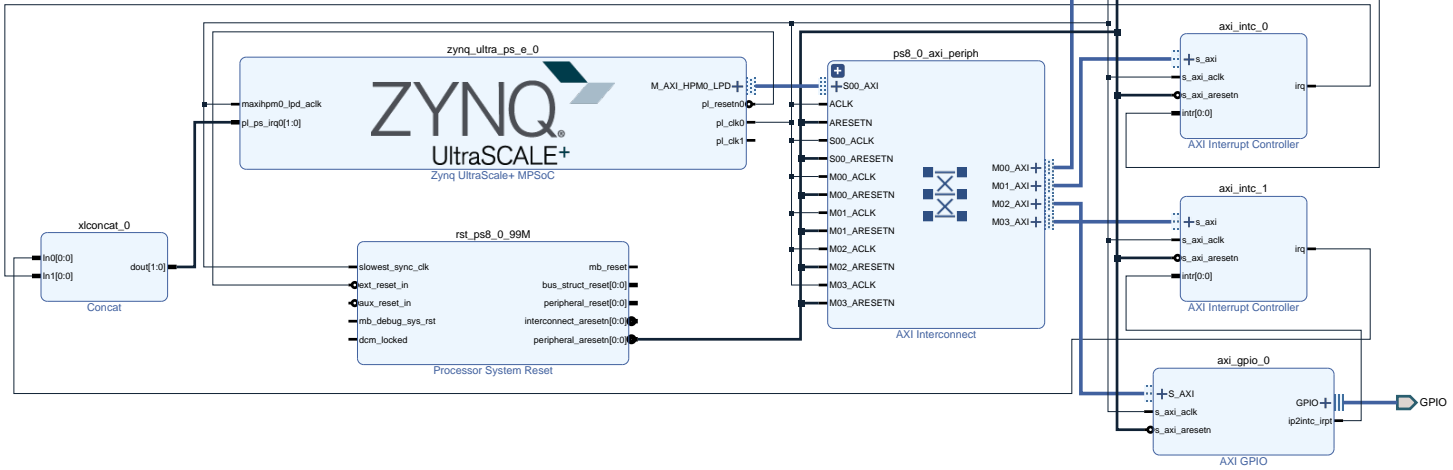 zynq_ultra_ps_e_0
maxihpm0_lpd_aclk
pl_ps_irq0[1:0]
ZYNQ®
UltraSCALE+
M_AXI_HPM0_LPD
pl_resetn0
pl_clk0
pl_clk1
Zynq UltraScale+ MPSoC
xlconcat_0
In0[0:0]
In1[0:0]
dout[1:0]
Concat
rst_ps8_0_99M
slowest_sync_clk
ext_reset_in
aux_reset_in
mb_debug_sys_rst
dcm_locked
mb_reset
bus_struct_reset[0:0]
peripheral_reset[0:0]
interconnect_aresetn[0:0]
peripheral_aresetn[0:0]
Processor System Reset
ps8_0_axi_periph
S00_AXI
ACLK
ARESETN
S00_ACLK
S00_ARESETN
M00_ACLK
M00_ARESETN
M01_ACLK
M01_ARESETN
M02_ACLK
M02_ARESETN
M03_ACLK
M03_ARESETN
M00_AXI
M01_AXI
M02_AXI
M03_AXI
AXI Interconnect
axi_intc_0
s_axi
s_axi_aclk
s_axi_aresetn
intr[0:0]
irq
AXI Interrupt Controller
axi_intc_1
s_axi
s_axi_aclk
s_axi_aresetn
intr[0:0]
irq
AXI Interrupt Controller
axi_gpio_0
S_AXI
s_axi_aclk
s_axi_aresetn
GPIO
ip2intc_irpt
AXI GPIO
GPIO